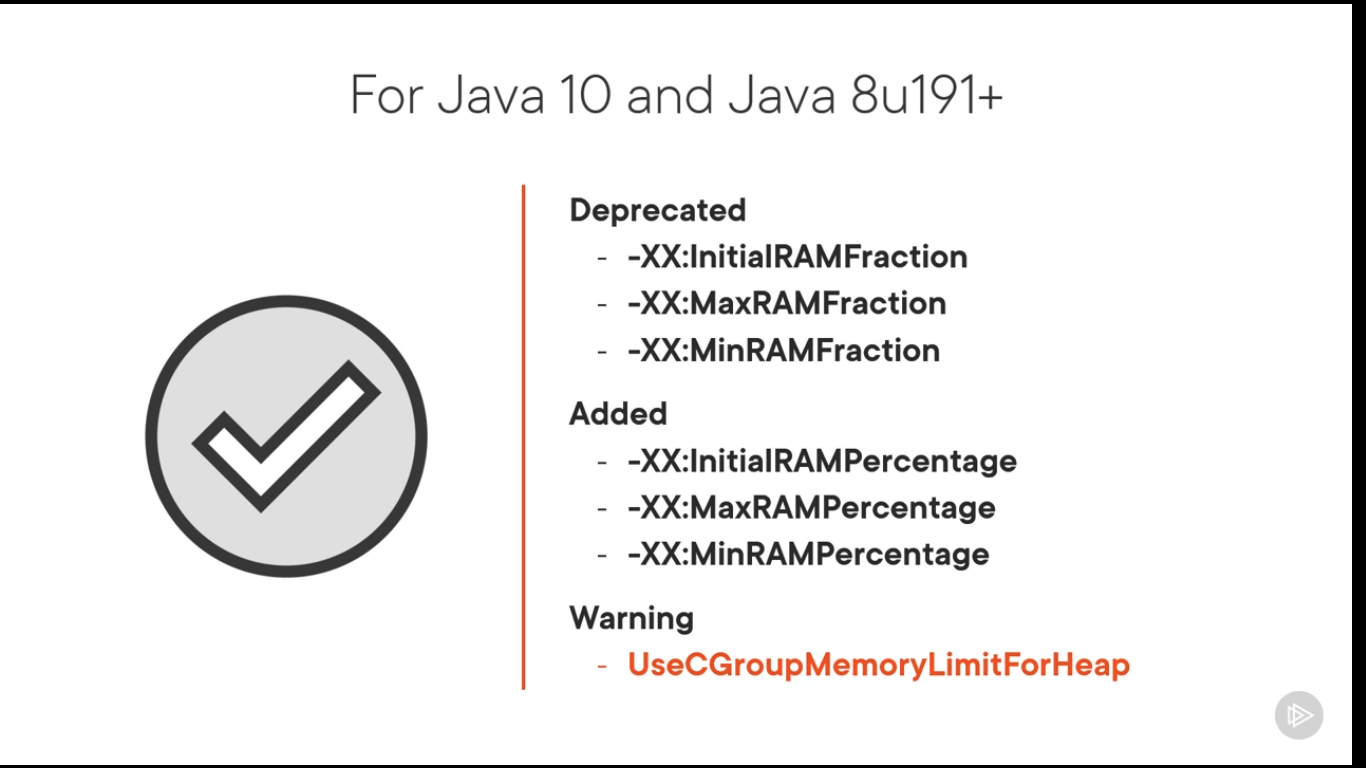 For Java 10 and Java 8u191+
Deprecated
- -XX:InitialRAMFraction
- -XX:MaxRAMFraction
- -XX:MinRAMFraction
Added
- -XX:InitialRAMPercentage
- -XX:MaxRAMPercentage
- -XX:MinRAMPercentage
Warning
- UseCGroupMemoryLimitForHeap